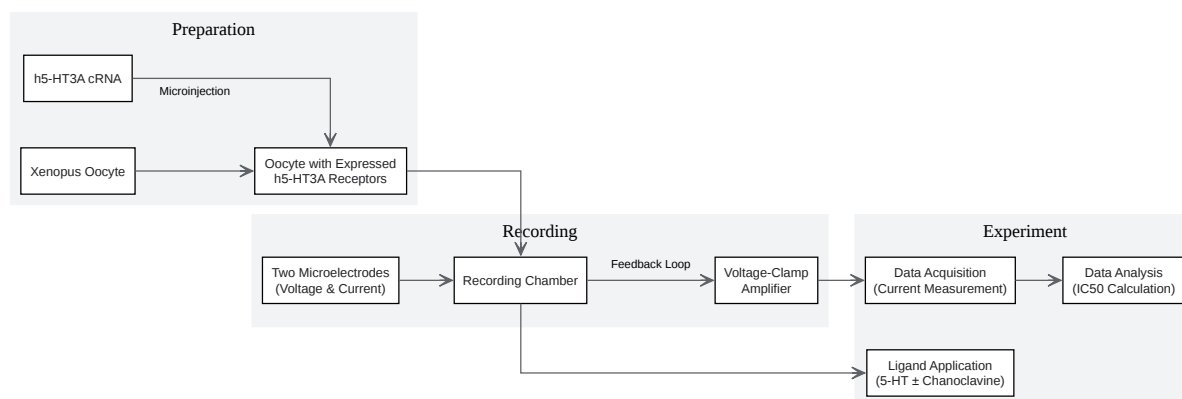 Preparation
h5-HT3A cRNA
Microinjection
Xenopus Oocyte
Oocyte with Expressed
h5-HT3A Receptors
Recording
Two Microelectrodes
(Voltage & Current)
Recording Chamber
Feedback Loop
Voltage-Clamp
Amplifier
Experiment
Data Acquisition
(Current Measurement)
Data Analysis
(IC50 Calculation)
Ligand Application
(5-HT ± Chanoclavine)